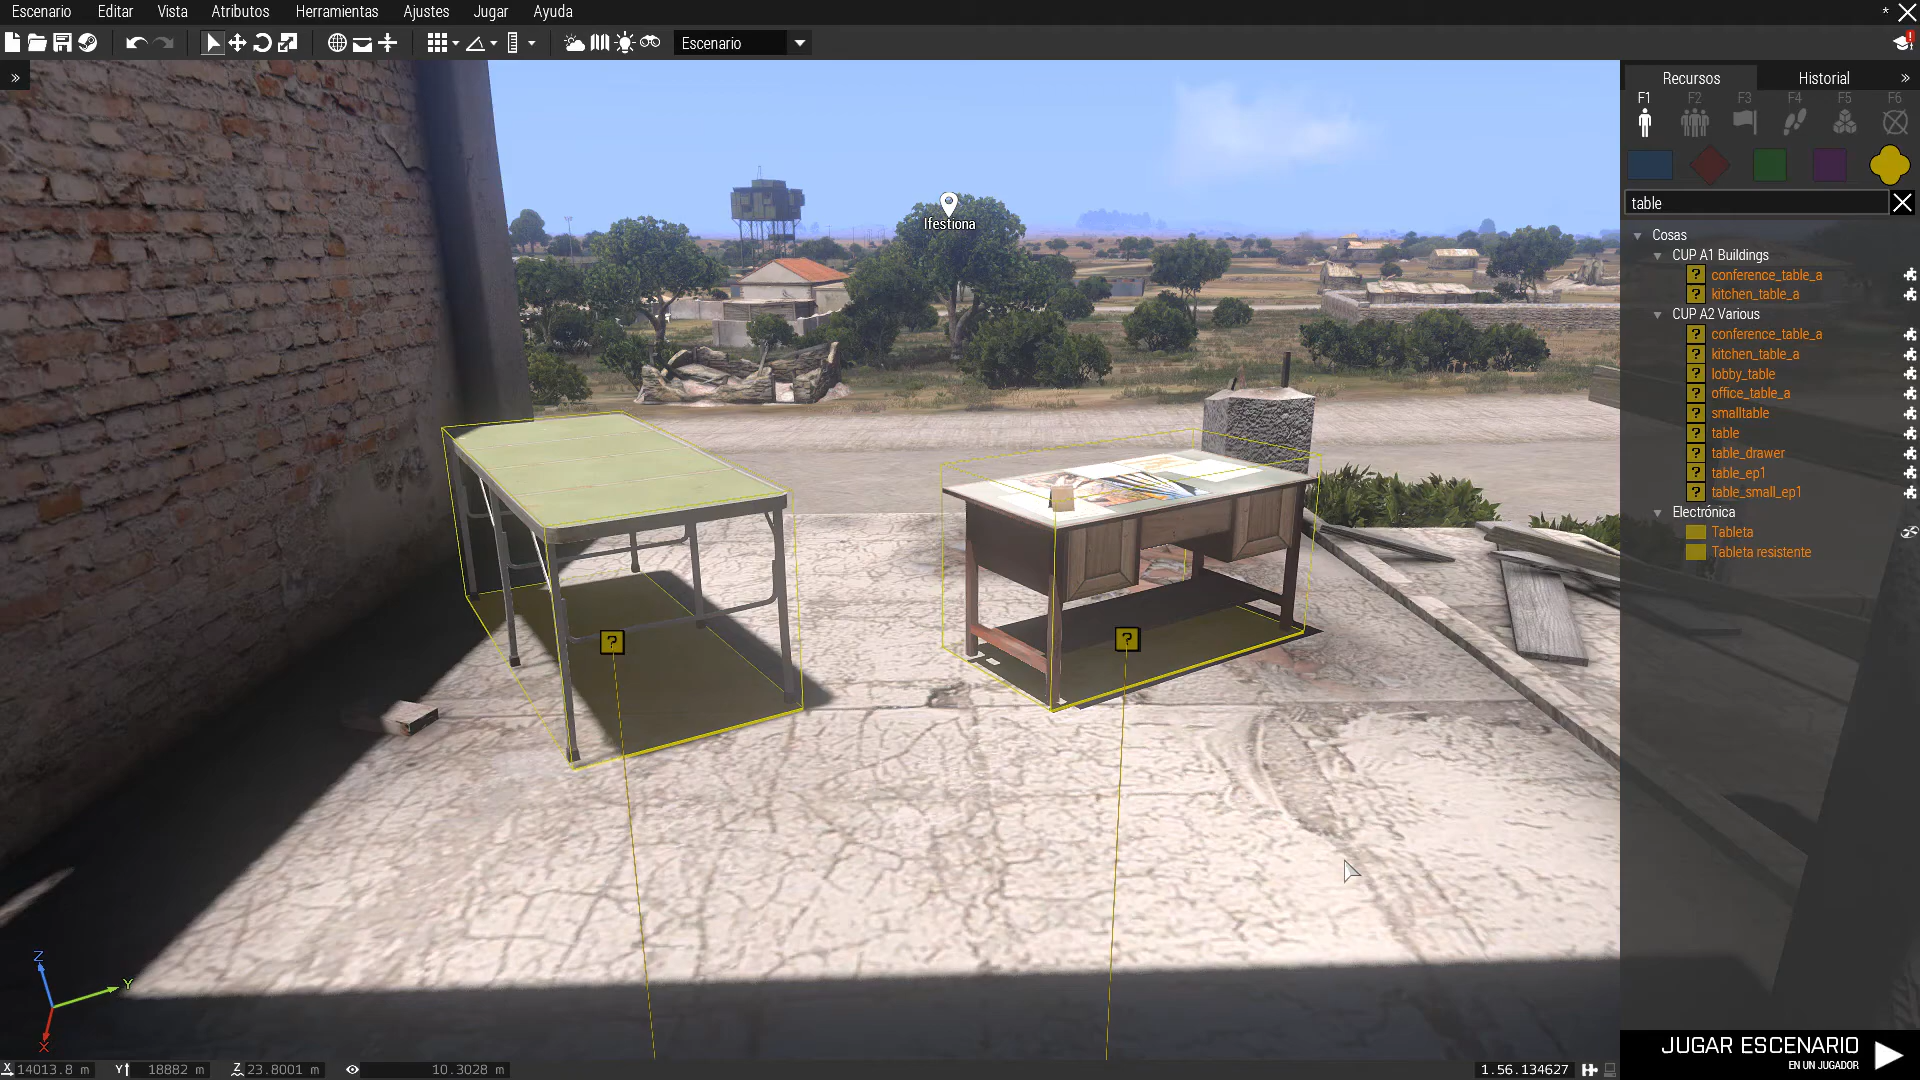 Escenario Editar Vista Atributos Herramientas Ajustes Jugar Ayuda *
Escenario
Recursos Historial
F1 F2 F3 F4 F5 F6
table
Cosas
CUP A1 Buildings
? conference_table_a
? kitchen_table_a
CUP A2 Various
? conference_table_a
? kitchen_table_a
? lobby_table
? office_table_a
? smalltable
? table
? table_drawer
? table_ep1
? table_small_ep1
Electrónica
Tableta
Tableta resistente
Ifestiona
?
?
Z
Y
X
JUGAR ESCENARIO
EN UN JUGADOR
X 14013.8 m Y 18882 m Z 23.8001 m 10.3028 m 1.56.134627